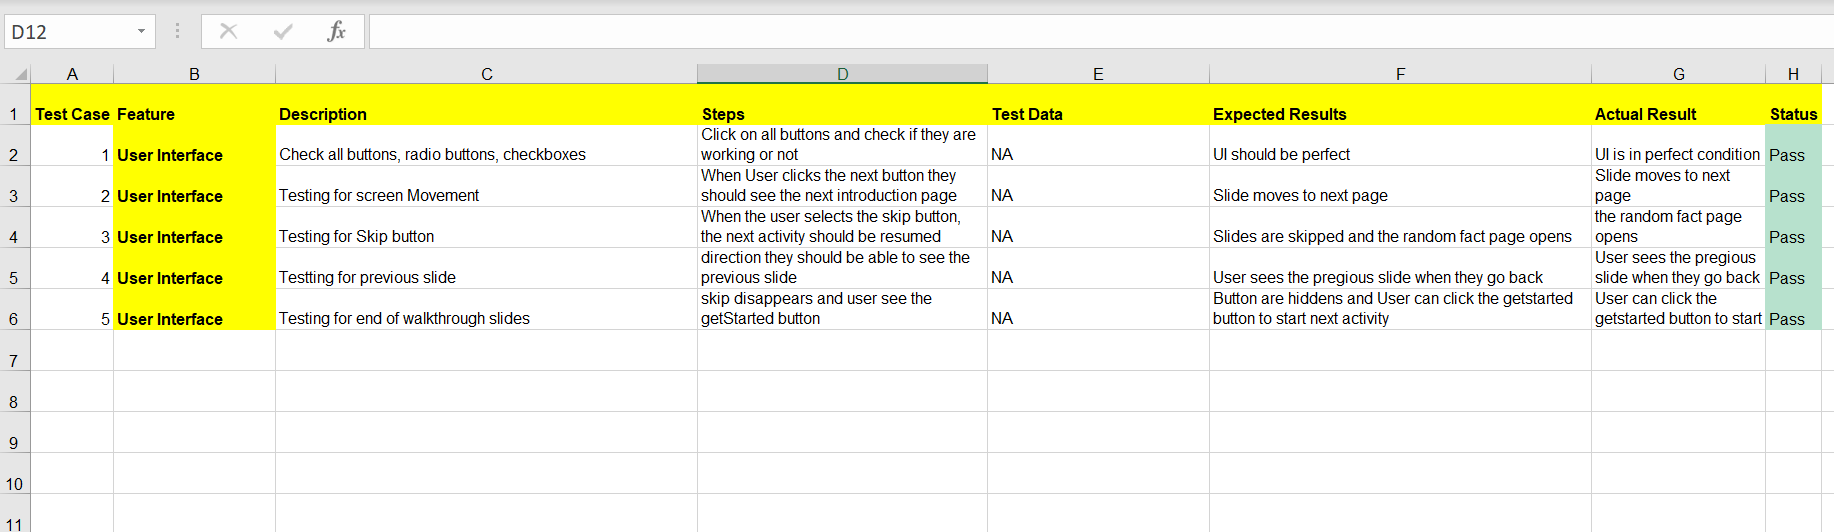 D12
fx
A B C D E F G H
1 Test Case Feature Description Steps Test Data Expected Results Actual Result Status
Click on all buttons and check if they are
2 1 User Interface Check all buttons, radio buttons, checkboxes working or not NA UI should be perfect UI is in perfect condition Pass
When User clicks the next button they Slide moves to next
3 2 User Interface Testing for screen Movement should see the next introduction page NA Slide moves to next page page Pass
When the user selects the skip button, the random fact page
4 3 User Interface Testing for Skip button the next activity should be resumed NA Slides are skipped and the random fact page opens opens Pass
direction they should be able to see the User sees the pregious
5 4 User Interface Testting for previous slide previous slide NA User sees the pregious slide when they go back slide when they go back Pass
skip disappears and user see the Button are hiddens and User can click the getstarted User can click the
6 5 User Interface Testing for end of walkthrough slides getStarted button NA button to start next activity getstarted button to start Pass
7
8
9
10
11